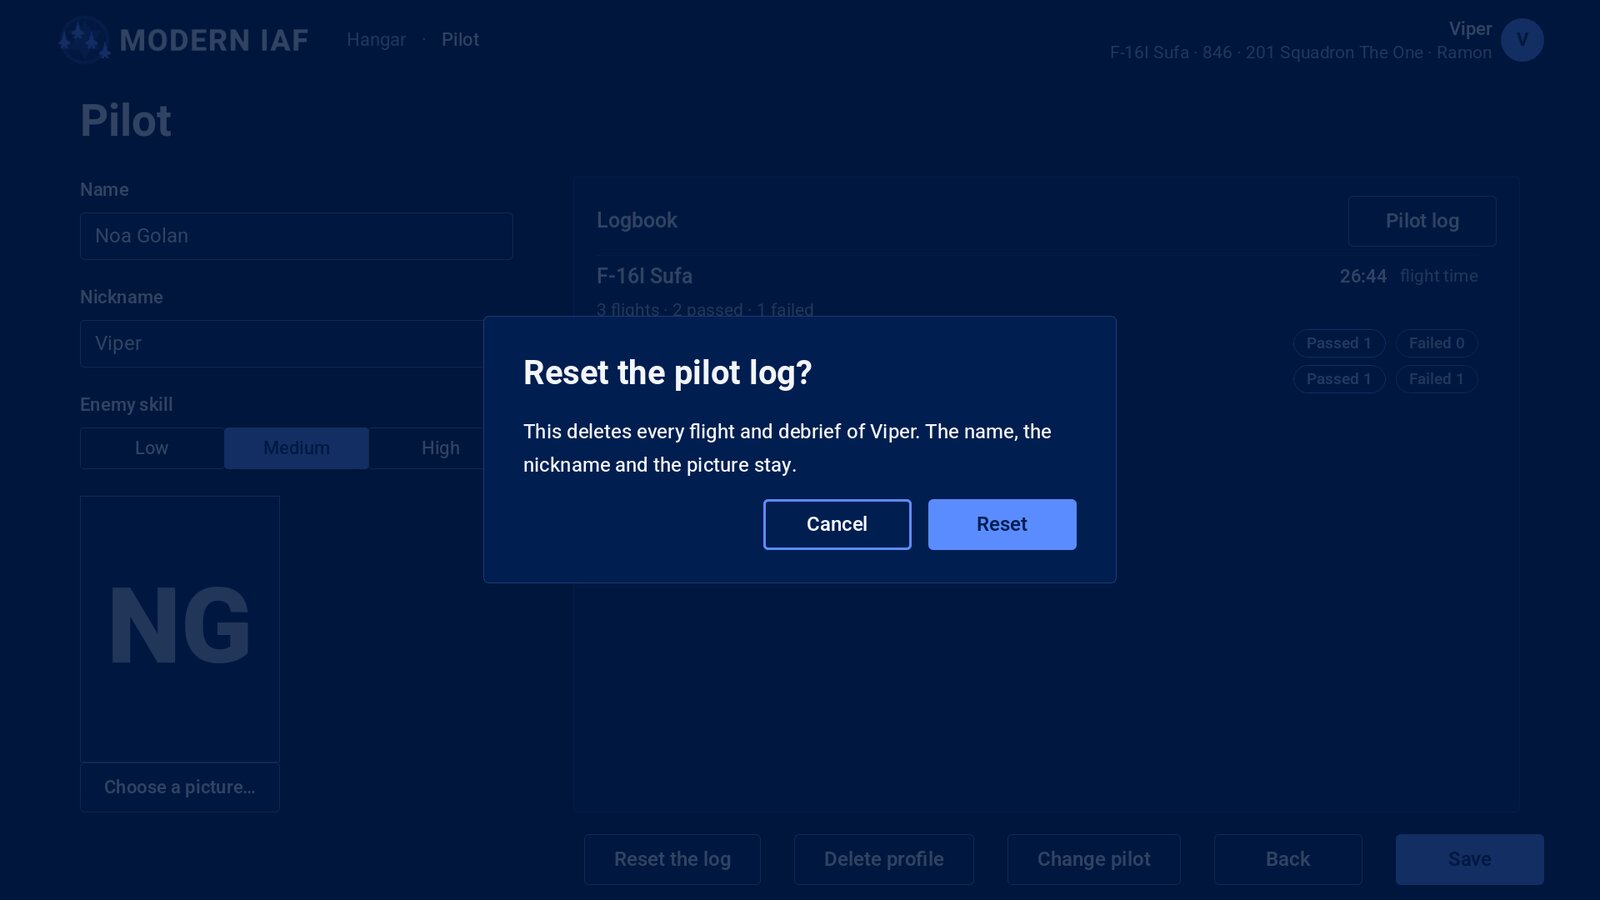 MODERN IAF
Hangar · Pilot
Viper
F-16I Sufa · 846 · 201 Squadron The One · Ramon
V
Pilot
Name
Noa Golan
Nickname
Viper
Enemy skill
Low
Medium
High
NG
Choose a picture...
Logbook
Pilot log
F-16I Sufa
26:44 flight time
3 flights · 2 passed · 1 failed
Passed 1 Failed 0
Passed 1 Failed 1
Reset the pilot log?
This deletes every flight and debrief of Viper. The name, the
nickname and the picture stay.
Cancel
Reset
Reset the log
Delete profile
Change pilot
Back
Save